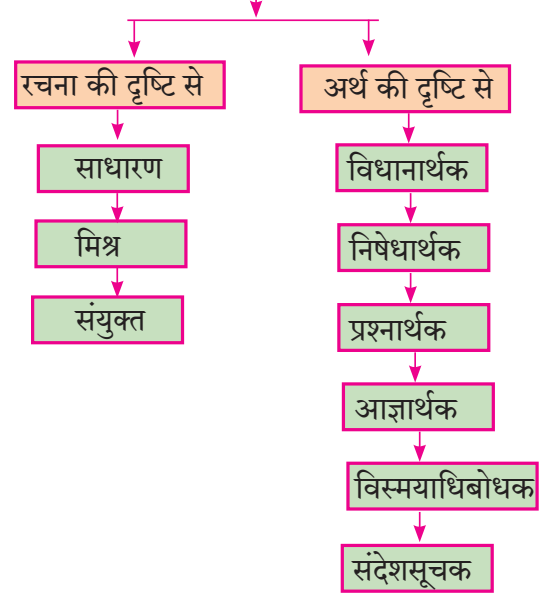 रचना की दृष्टि से
साधारण
मिश्र
संयुक्त
अर्थ की दृष्टि से
विधानार्थक
निषेधार्थक
प्रश्नार्थक
आज्ञार्थक
विस्मयाधिबोधक
संदेशसूचक